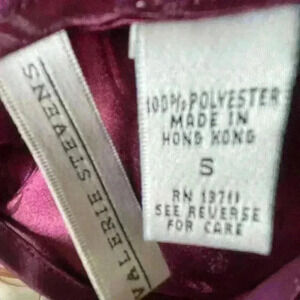 VALERIE STEVENS
S
100% POLYESTER
MADE IN
HONG KONG
S
RN 13711
SEE REVERSE
FOR CARE